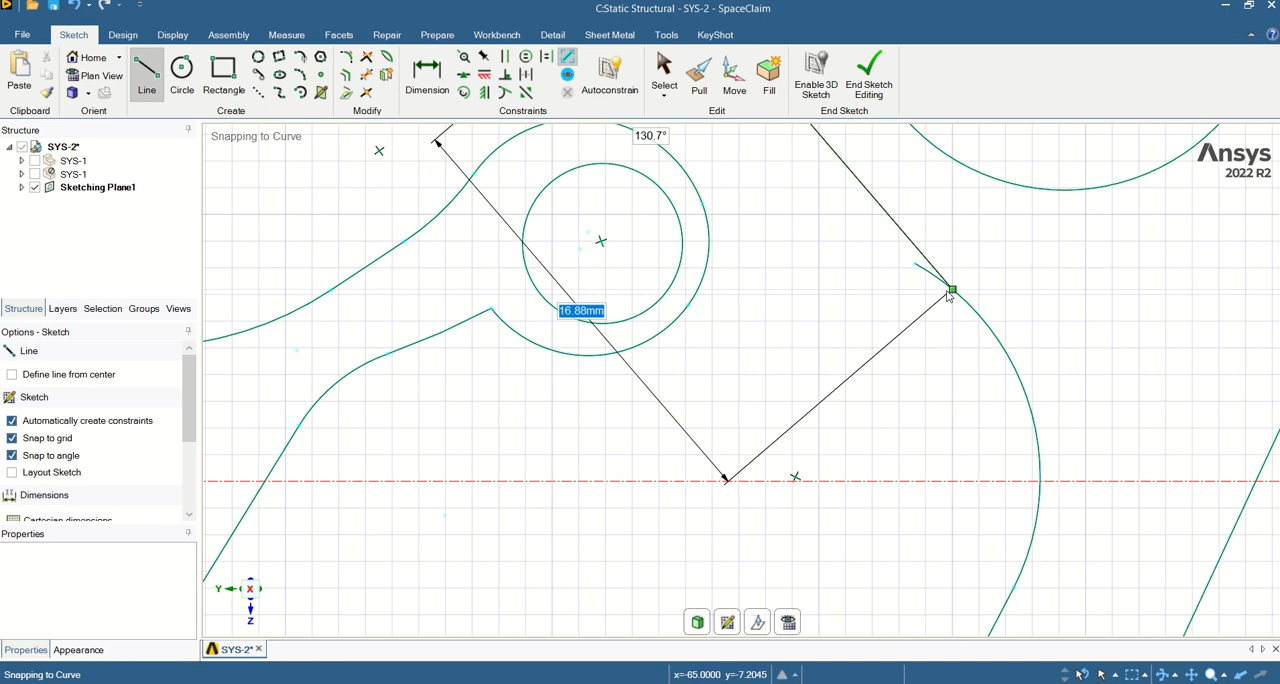 C:Static Structural - SYS-2 - SpaceClaim
File Sketch Design Display Assembly Measure Facets Repair Prepare Workbench Detail Sheet Metal Tools KeyShot
Paste
Home
Plan View
Line Circle Rectangle
Dimension
Autoconstrain
Select Pull Move Fill
Enable 3D Sketch
End Sketch Editing
Clipboard Orient Create Modify Constraints Edit End Sketch
Structure
SYS-2*
SYS-1
SYS-1
Sketching Plane1
Structure Layers Selection Groups Views
Options - Sketch
Line
Define line from center
Sketch
Automatically create constraints
Snap to grid
Snap to angle
Layout Sketch
Dimensions
Cartesian dimensions
Properties
Properties Appearance
Snapping to Curve
130.7°
Ansys
2022 R2
16.88mm
Y X
Z
SYS-2*
Snapping to Curve
x=-65.0000 y=-7.2045